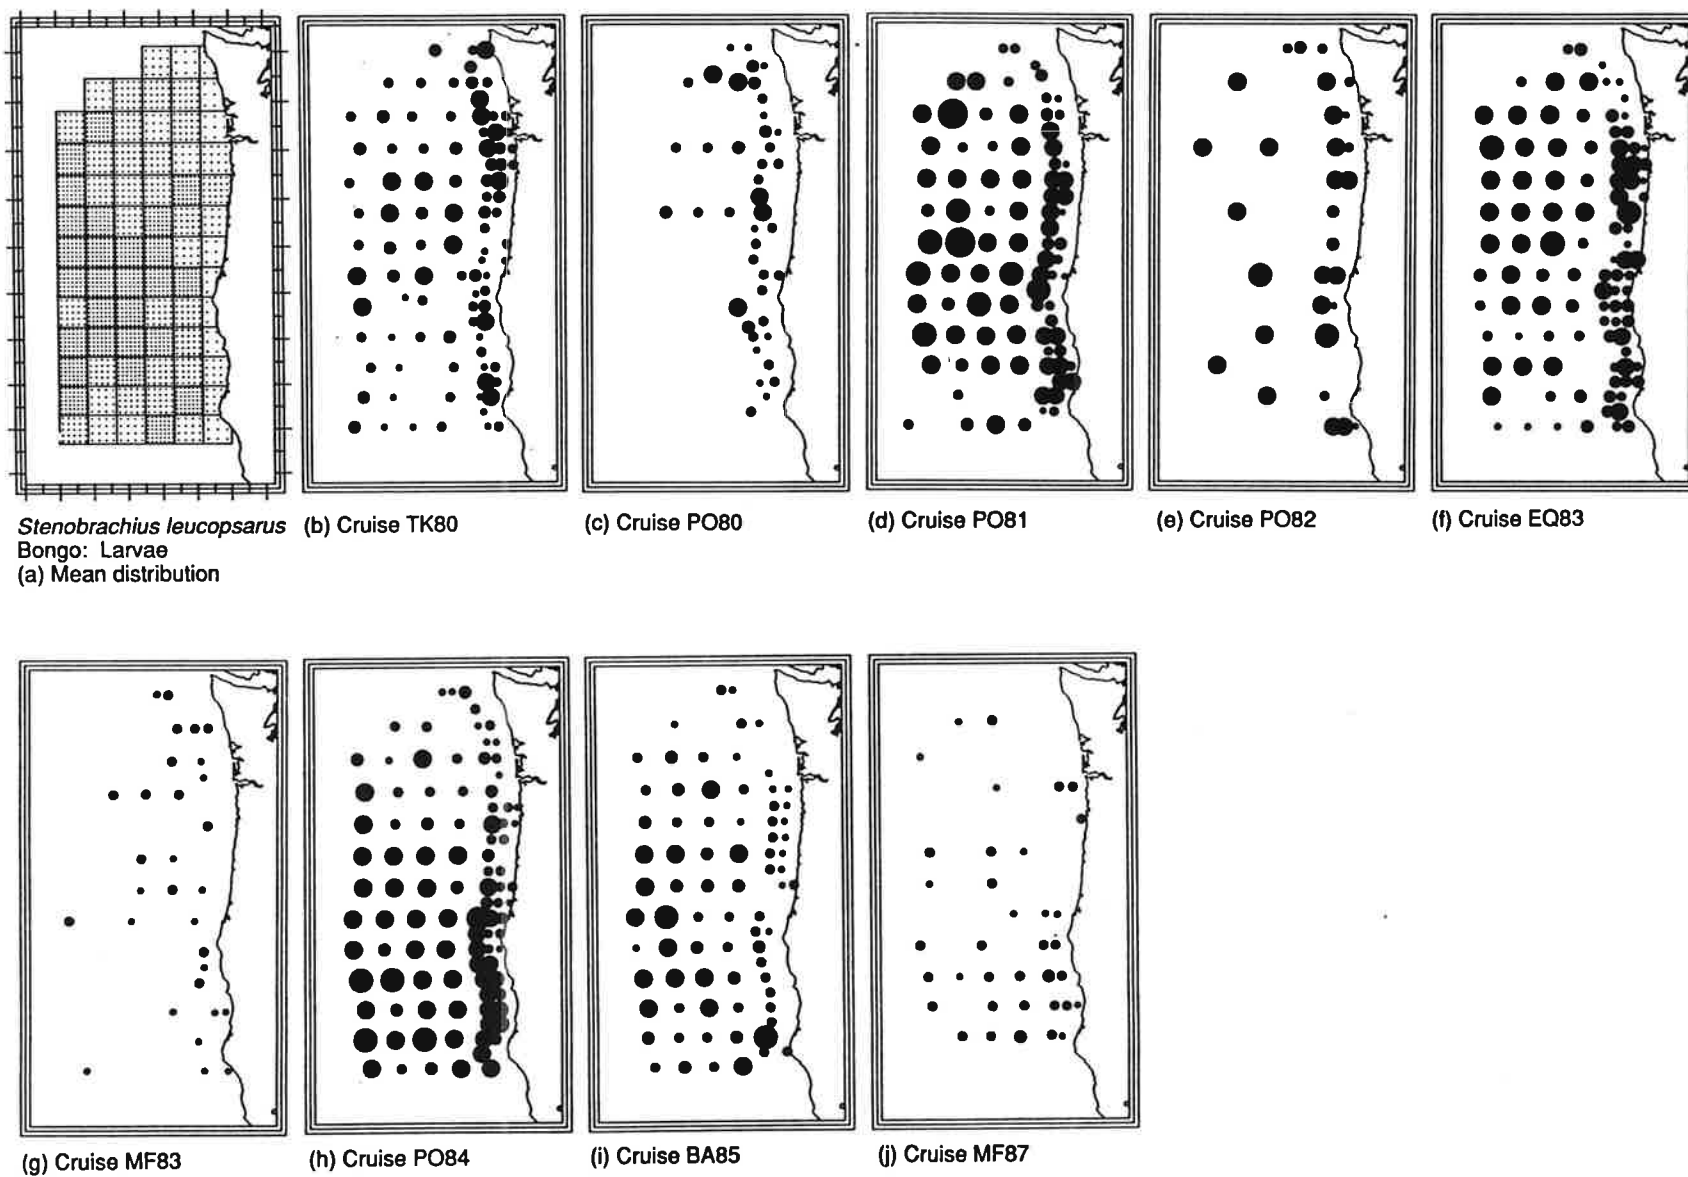 Stenobrachius leucopsarus
Bongo: Larvae
(a) Mean distribution
(b) Cruise TK80
(c) Cruise PO80
(d) Cruise PO81
(e) Cruise PO82
(f) Cruise EQ83
(g) Cruise MF83
(h) Cruise PO84
(i) Cruise BA85
(j) Cruise MF87